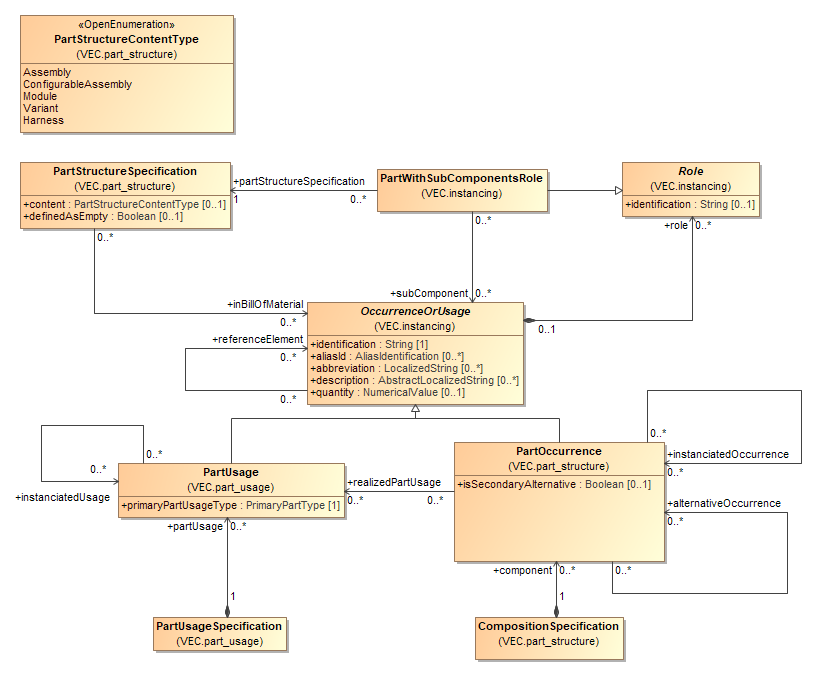 «OpenEnumeration»
PartStructureContentType
(VEC.part_structure)
Assembly
ConfigurableAssembly
Module
Variant
Harness
PartStructureSpecification
(VEC.part_structure)
+content : PartStructureContentType [0..1]
+definedAsEmpty : Boolean [0..1]
+partStructureSpecification
1
0..*
PartWithSubComponentsRole
(VEC.instancing)
Role
(VEC.instancing)
+identification : String [0..1]
0..*
0..*
+role
0..*
+subComponent
0..*
+inBillOfMaterial
0..*
OccurrenceOrUsage
(VEC.instancing)
+identification : String [1]
+aliasId : AliasIdentification [0..*]
+abbreviation : LocalizedString [0..*]
+description : AbstractLocalizedString [0..*]
+quantity : NumericalValue [0..1]
0..1
+referenceElement
0..*
0..*
0..*
0..*
+instanciatedUsage
PartUsage
(VEC.part_usage)
+primaryPartUsageType : PrimaryPartType [1]
+realizedPartUsage
0..*
0..*
PartOccurrence
(VEC.part_structure)
+isSecondaryAlternative : Boolean [0..1]
0..*
+instanciatedOccurrence
0..*
+alternativeOccurrence
0..*
0..*
+partUsage
0..*
1
PartUsageSpecification
(VEC.part_usage)
+component
0..*
1
CompositionSpecification
(VEC.part_structure)